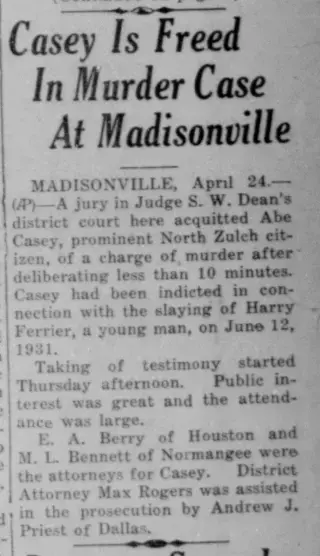 Casey Is Freed
In Murder Case
At Madisonville
MADISONVILLE, April 24.—
(AP)—A jury in Judge S. W. Dean's
district court here acquitted Abe
Casey, prominent North Zulch cit-
izen, of a charge of murder after
deliberating less than 10 minutes.
Casey had been indicted in con-
nection with the slaying of Harry
Ferrier, a young man, on June 12,
1931.
Taking of testimony started
Thursday afternoon. Public in-
terest was great and the attend-
ance was large.
E. A. Berry of Houston and
M. L. Bennett of Normangee were
the attorneys for Casey. District
Attorney Max Rogers was assisted
in the prosecution by Andrew J.
Priest of Dallas.